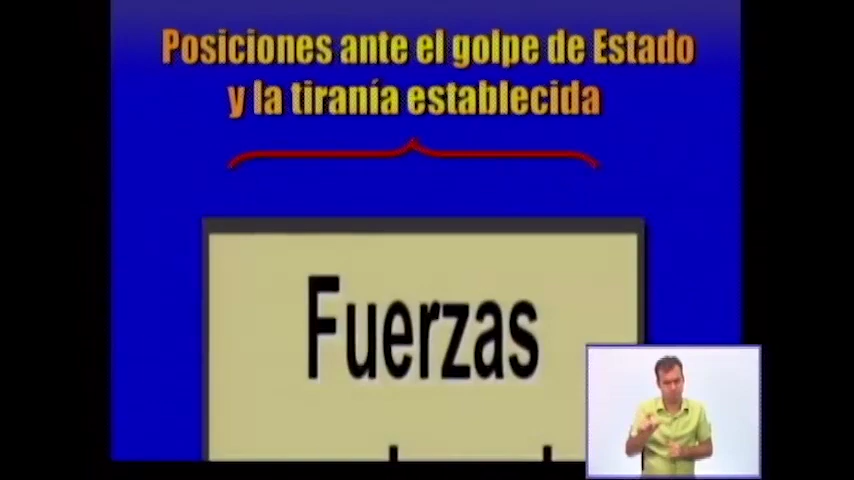 Posiciones ante el golpe de Estado
y la tiranía establecida
Fuerzas